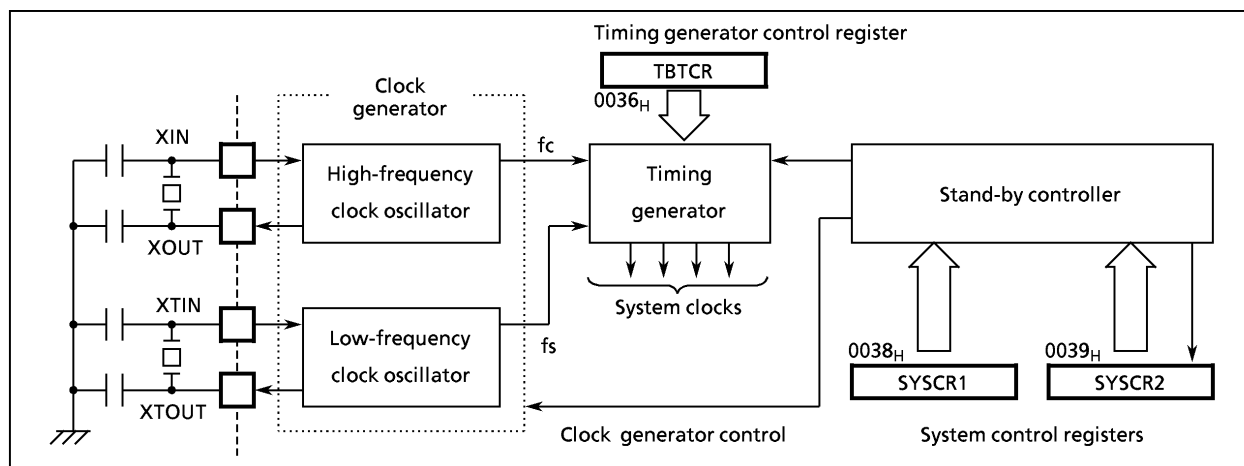 Timing generator control register
TBTCR
0036H
Clock
generator
XIN
XOUT
High-frequency
clock oscillator
fc
Timing
generator
Stand-by controller
System clocks
XTIN
XTOUT
Low-frequency
clock oscillator
fs
0038H
SYSCR1
0039H
SYSCR2
Clock generator control
System control registers